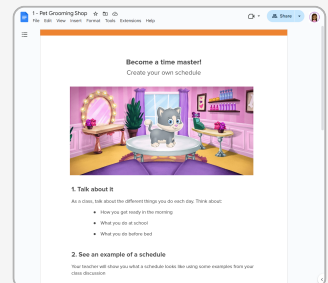 1 - Pet Grooming Shop
File Edit View Insert Format Tools Extensions Help
Share
Become a time master!
Create your own schedule
1. Talk about it
As a class, talk about the different things you do each day. Think about:
● How you get ready in the morning
● What you do at school
● What you do before bed
2. See an example of a schedule
Your teacher will show you what a schedule looks like using some examples from your
class discussion